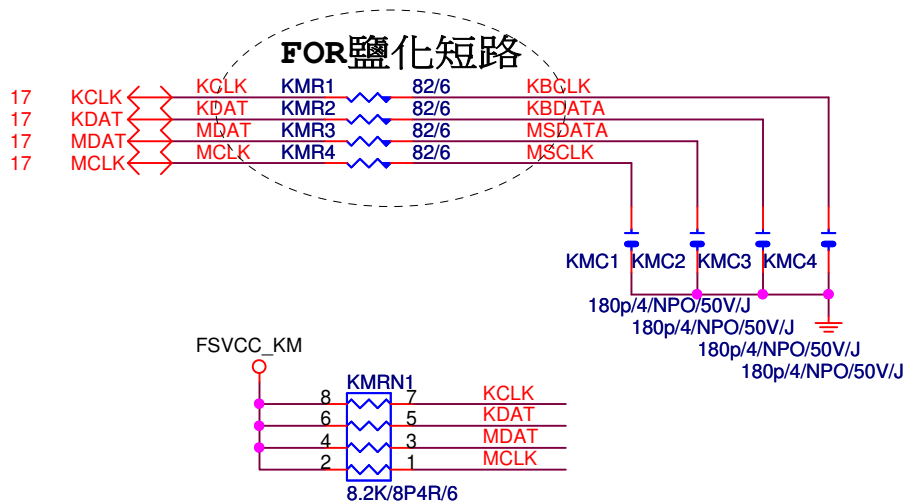 FOR鹽化短路
17 KCLK KCLK KMR1 82/6 KBCLK
17 KDAT KDAT KMR2 82/6 KBDATA
17 MDAT MDAT KMR3 82/6 MSDATA
17 MCLK MCLK KMR4 82/6 MSCLK
KMC1 KMC2 KMC3 KMC4
180p/4/NPO/50V/J
180p/4/NPO/50V/J
180p/4/NPO/50V/J
180p/4/NPO/50V/J
FSVCC_KM
KMRN1
8 7 KCLK
6 5 KDAT
4 3 MDAT
2 1 MCLK
8.2K/8P4R/6